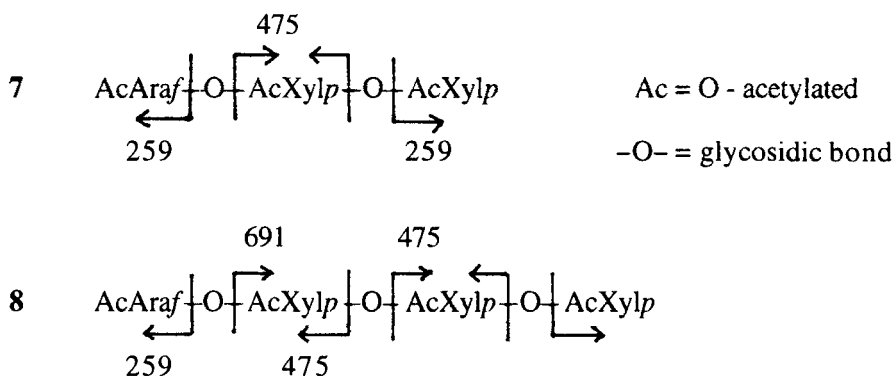 475
7 AcAraf–O–AcXylp–O–AcXylp Ac = O - acetylated
259 259 –O– = glycosidic bond
691 475
8 AcAraf–O–AcXylp–O–AcXylp–O–AcXylp
259 475